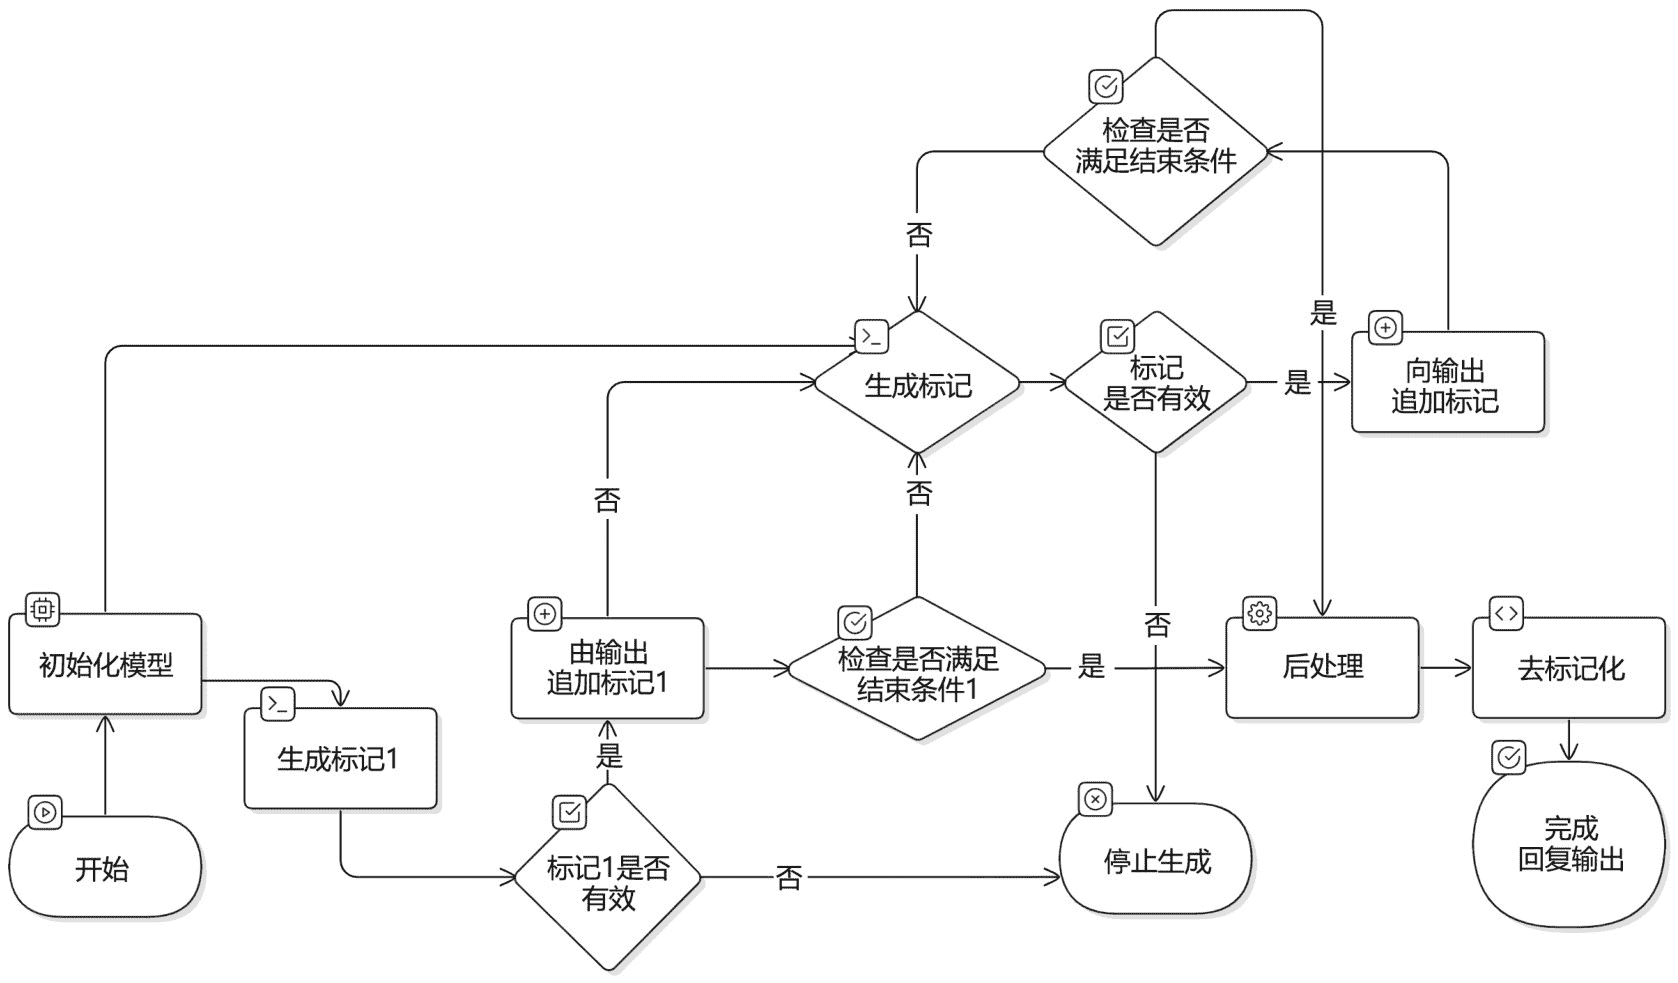 检查是否
满足结束条件
否
是
生成标记
标记
是否有效
是
向输出
追加标记
否
否
否
初始化模型
由输出
追加标记1
检查是否满足
结束条件1
是
后处理
去标记化
生成标记1
是
开始
标记1是否
有效
否
停止生成
完成
回复输出